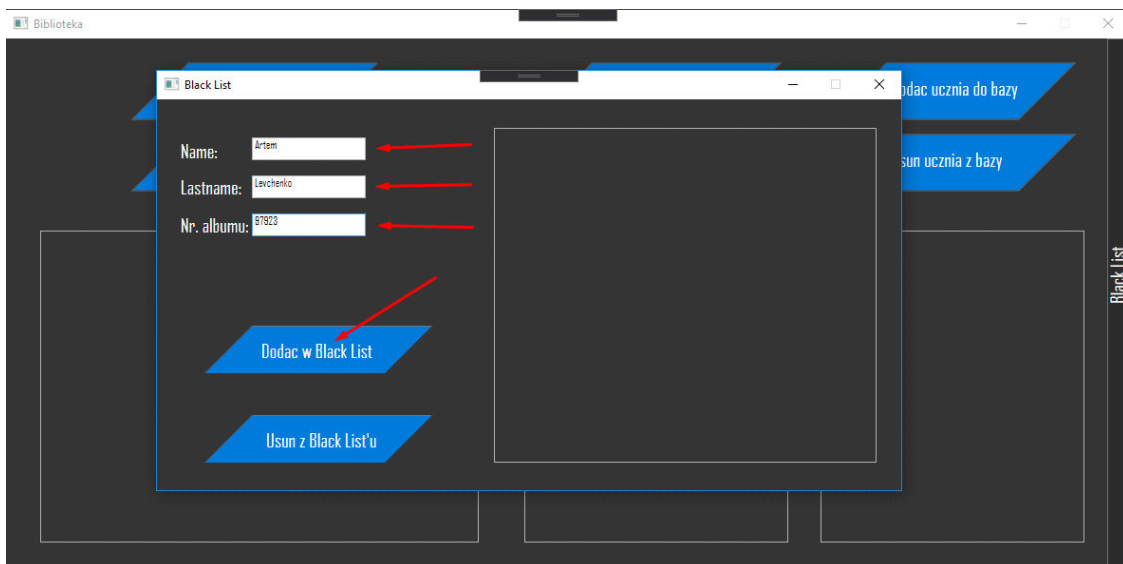 Biblioteka
Black List
odac ucznia do bazy
sun ucznia z bazy
Name:
Artem
Lastname:
Levchenko
Nr. albumu:
97923
Dodac w Black List
Usun z Black List'u
Black List